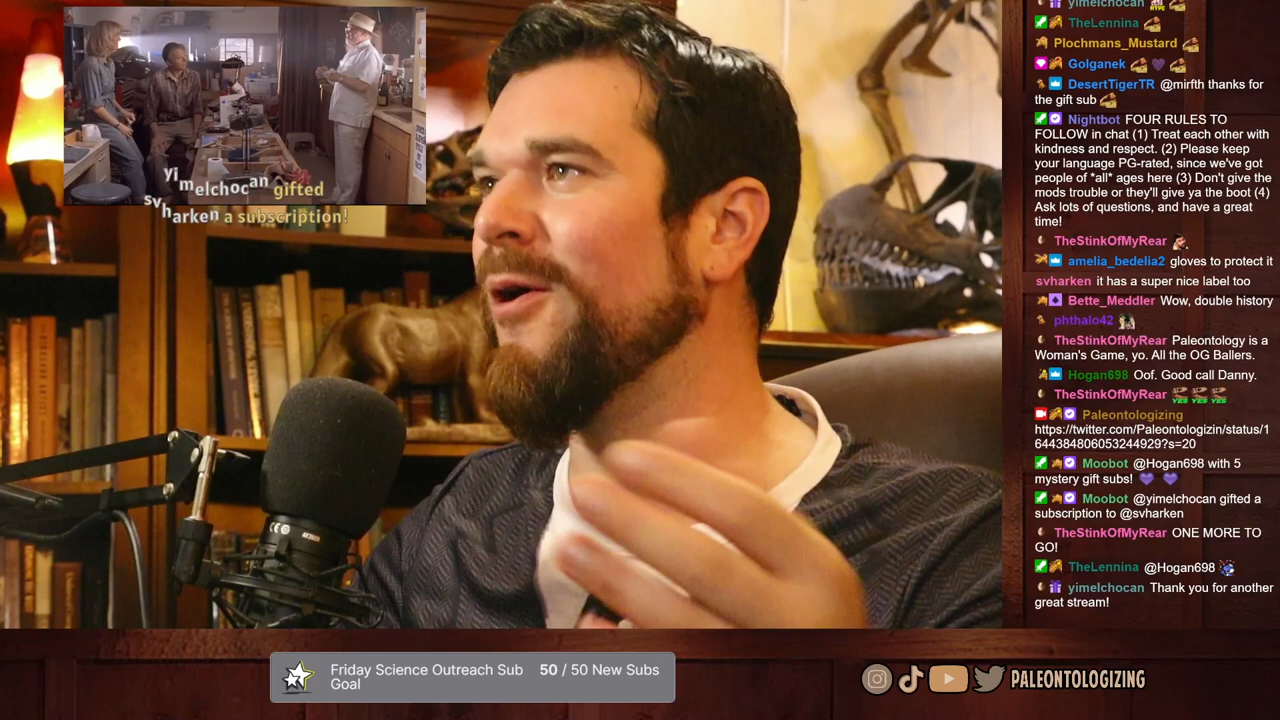 yimelchocan gifted
svharken a subscription!
yimelchocan
TheLennina
Plochmans_Mustard
Golganek
DesertTigerTR @mirfth thanks for
the gift sub
Nightbot FOUR RULES TO
FOLLOW in chat (1) Treat each other with
kindness and respect. (2) Please keep
your language PG-rated, since we've got
people of *all* ages here (3) Don't give the
mods trouble or they'll give ya the boot (4)
Ask lots of questions, and have a great
time!
TheStinkOfMyRear
amelia_bedelia2 gloves to protect it
svharken it has a super nice label too
Bette_Meddler Wow, double history
phthalo42
TheStinkOfMyRear Paleontology is a
Woman's Game, yo. All the OG Ballers.
Hogan698 Oof. Good call Danny.
TheStinkOfMyRear YES YES YES
Paleontologizing
https://twitter.com/Paleontologizin/status/1
644384806053244929?s=20
Moobot @Hogan698 with 5
mystery gift subs!
Moobot @yimelchocan gifted a
subscription to @svharken
TheStinkOfMyRear ONE MORE TO
GO!
TheLennina @Hogan698
yimelchocan Thank you for another
great stream!
Friday Science Outreach Sub 50 / 50 New Subs
Goal
PALEONTOLOGIZING